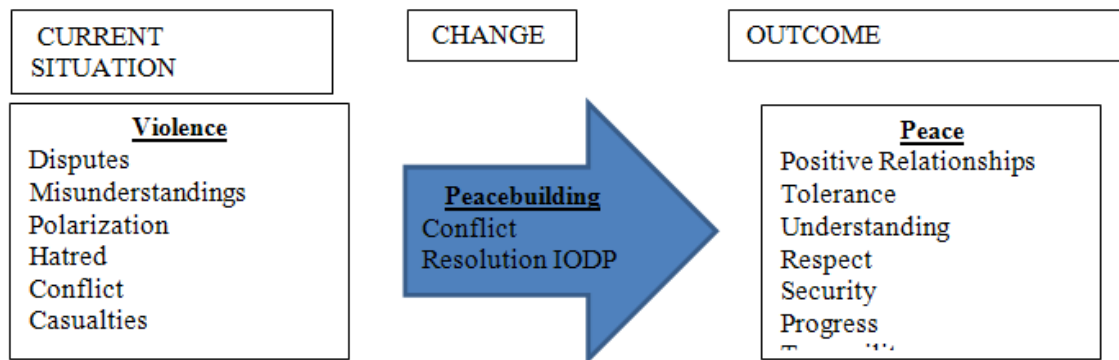 CURRENT
SITUATION
CHANGE
OUTCOME
Violence
Disputes
Misunderstandings
Polarization
Hatred
Conflict
Casualties
Peacebuilding
Conflict
Resolution IODP
Peace
Positive Relationships
Tolerance
Understanding
Respect
Security
Progress